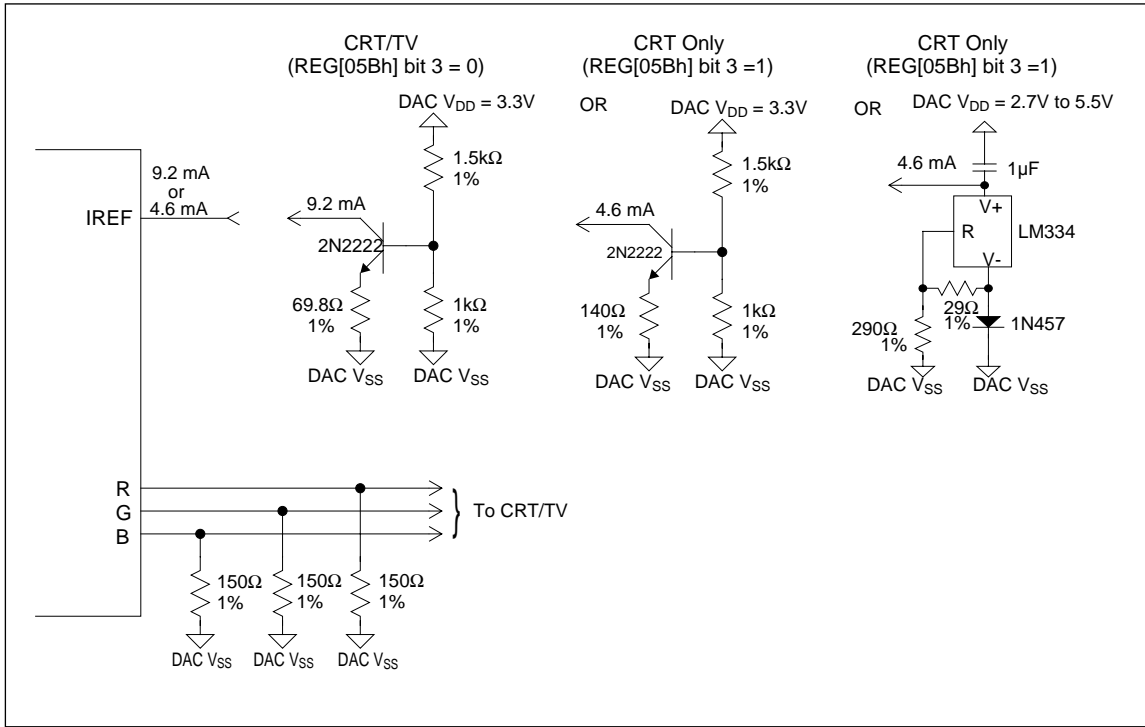 CRT/TV
(REG[05Bh] bit 3 = 0)
DAC VDD = 3.3V
1.5kΩ
1%
9.2 mA
2N2222
69.8Ω
1%
1kΩ
1%
DAC VSS
DAC VSS
OR
CRT Only
(REG[05Bh] bit 3 =1)
DAC VDD = 3.3V
1.5kΩ
1%
4.6 mA
2N2222
140Ω
1%
1kΩ
1%
DAC VSS
DAC VSS
OR
CRT Only
(REG[05Bh] bit 3 =1)
DAC VDD = 2.7V to 5.5V
4.6 mA
1µF
V+
R
LM334
V-
29Ω
1%
290Ω
1%
1N457
DAC VSS
DAC VSS
9.2 mA
or
4.6 mA
IREF
R
G
B
To CRT/TV
150Ω
1%
150Ω
1%
150Ω
1%
DAC VSS
DAC VSS
DAC VSS